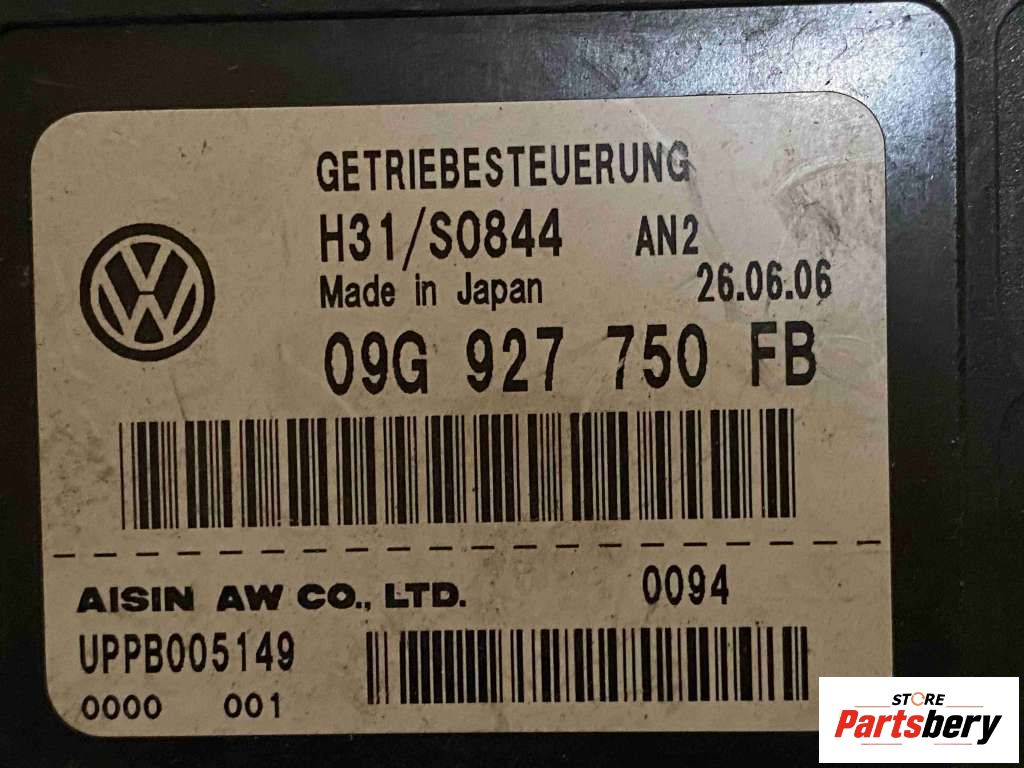 GETRIEBESTEUERUNG
H31/S0844 AN2
Made in Japan 26.06.06
09G 927 750 FB
AISIN AW CO., LTD. 0094
UPPB005149
0000 001
STORE
Partsbery